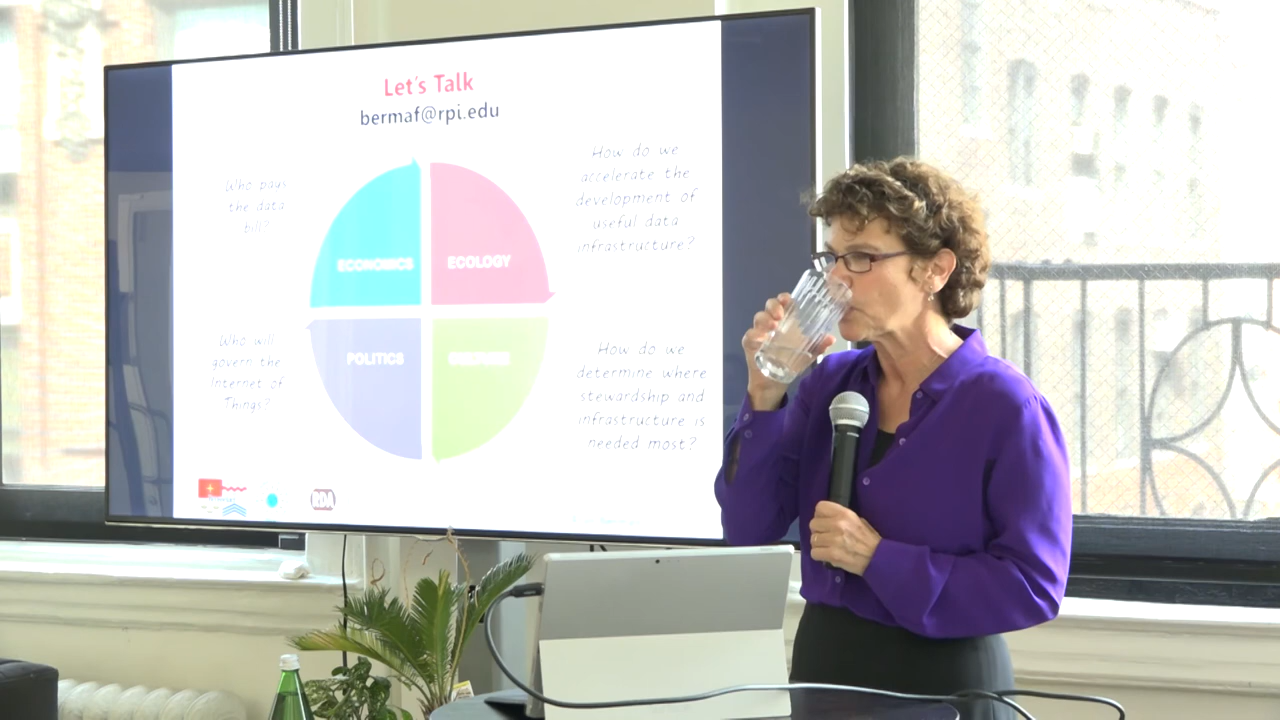 Let's Talk
bermaf@rpi.edu
Who pays
the data
bill?
How do we
accelerate the
development of
useful data
infrastructure?
ECONOMICS
ECOLOGY
POLITICS
Who will
govern the
Internet of
Things?
How do we
determine where
stewardship and
infrastructure is
needed most?
RDA